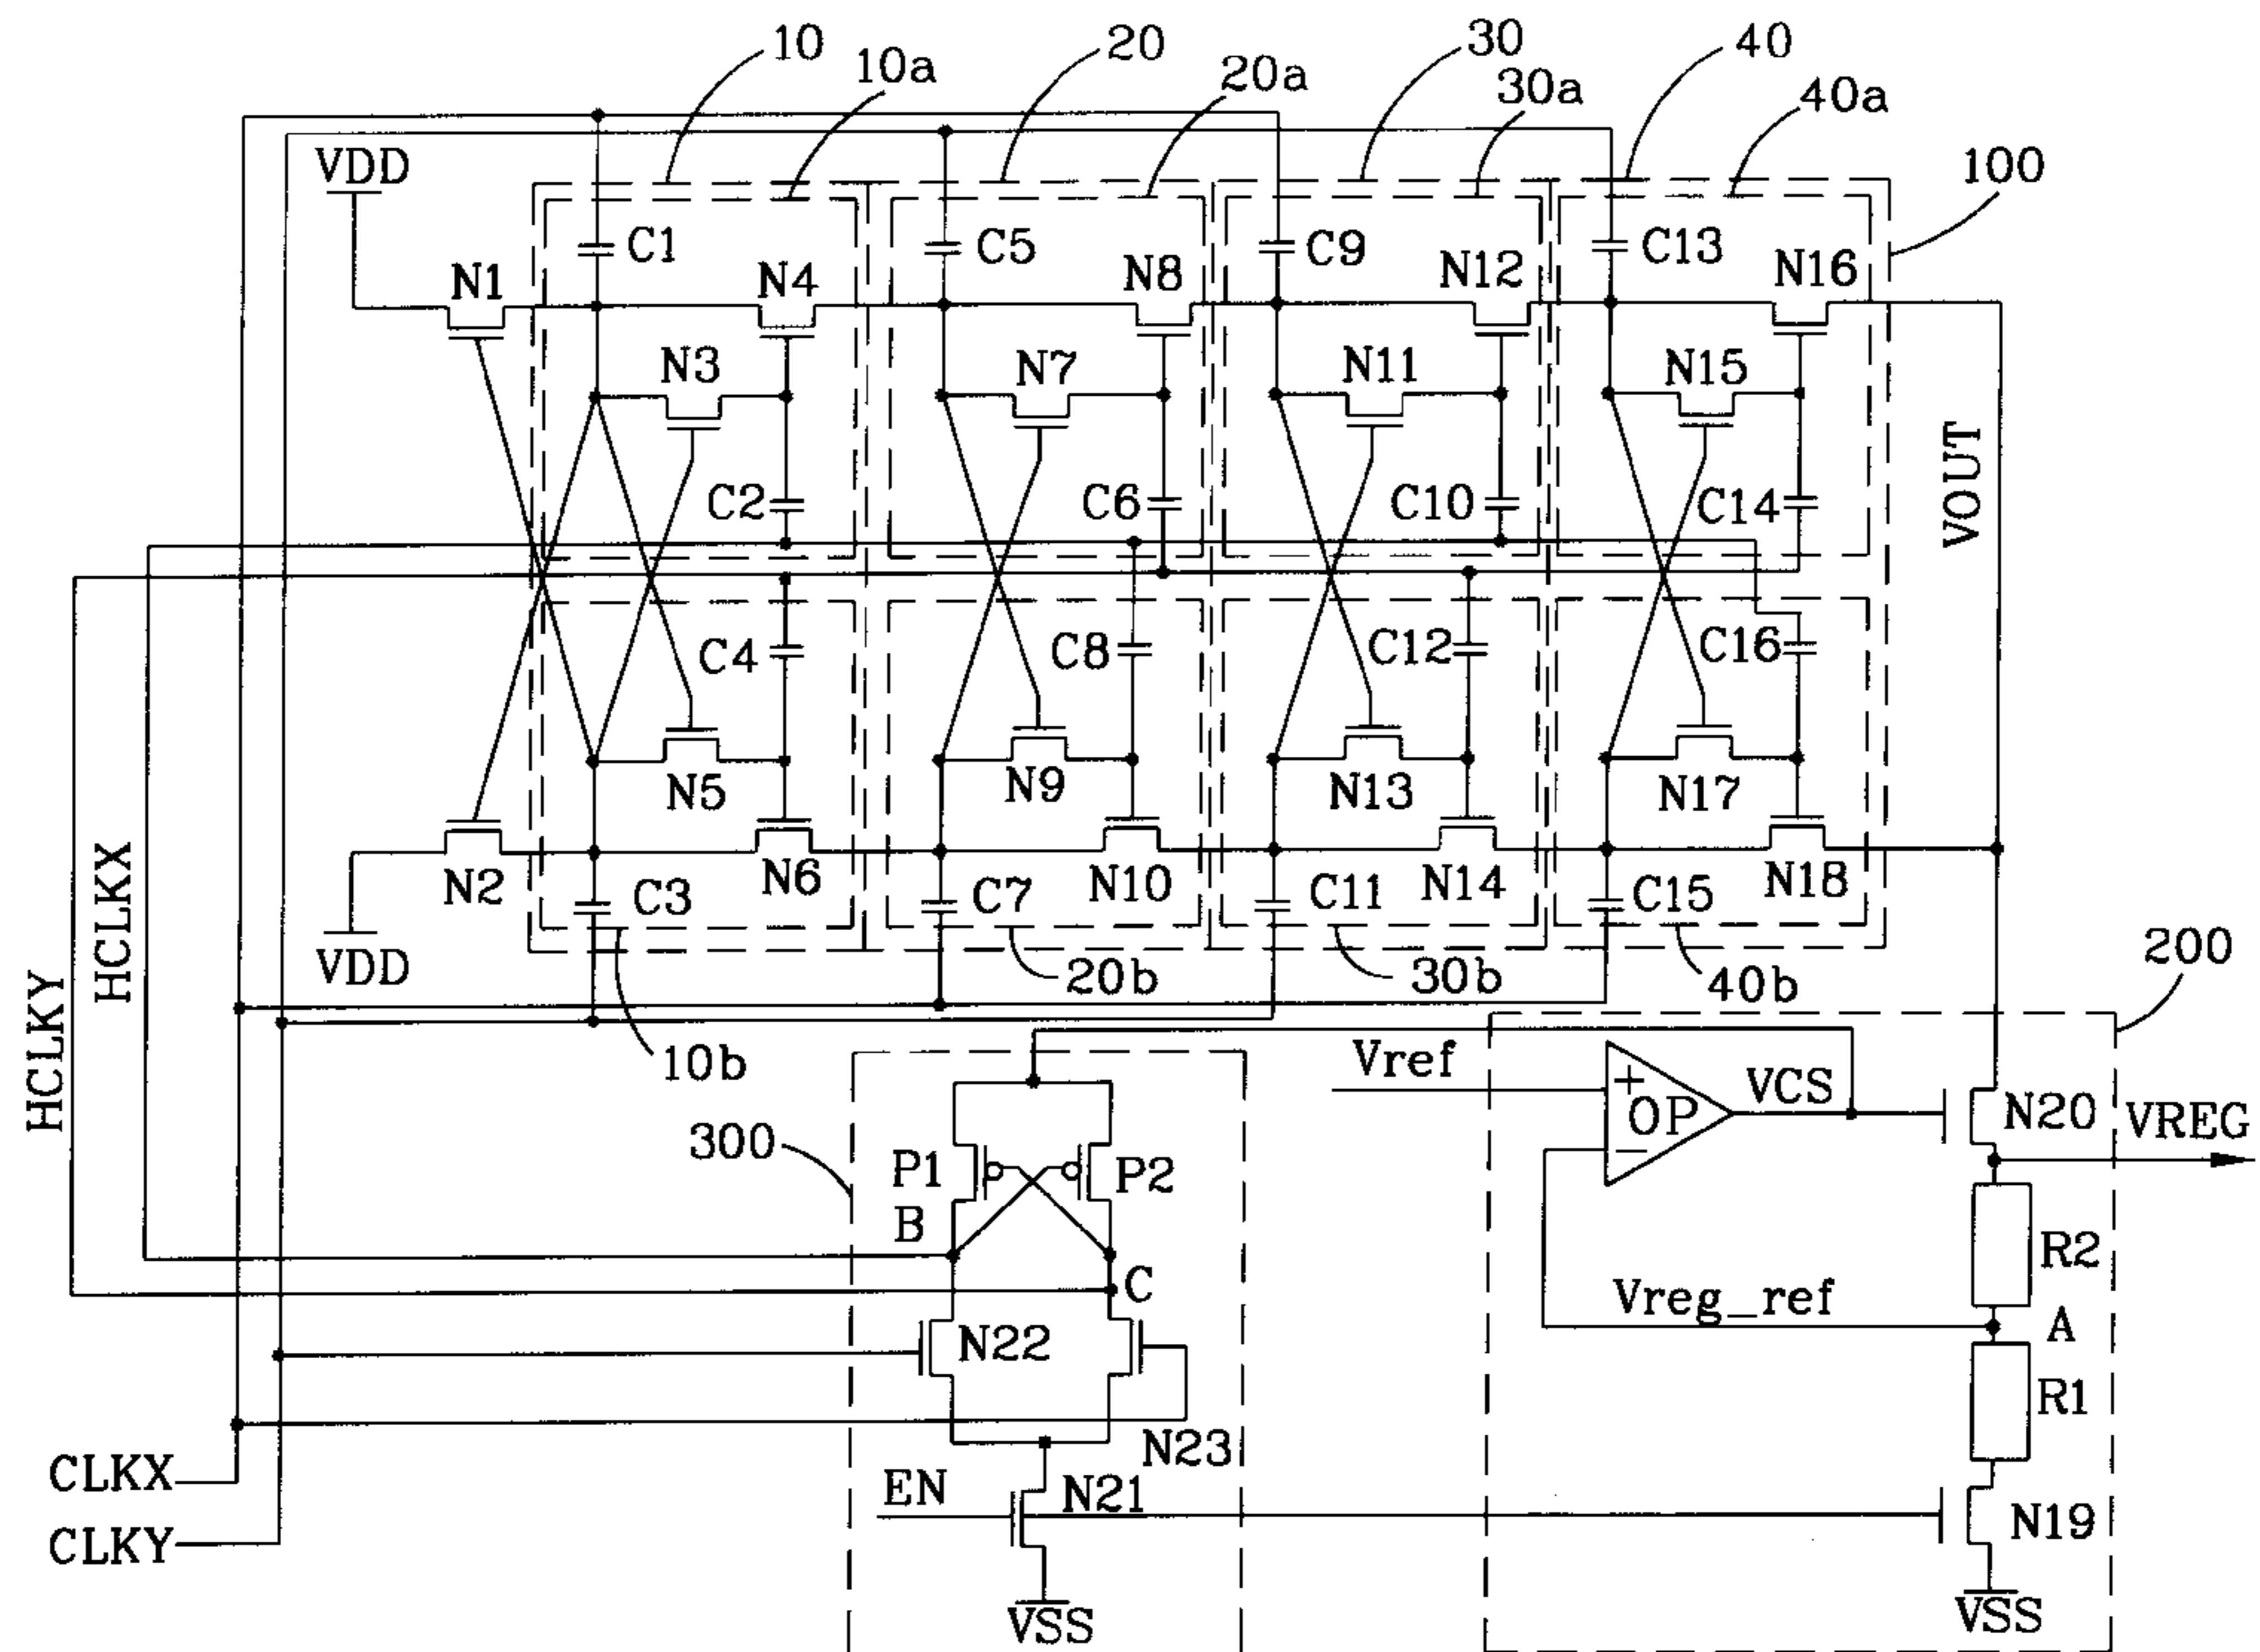 10
10a
20
20a
30
30a
40
40a
100
VDD
C1
C5
C9
C13
N1
N4
N8
N12
N16
N3
N7
N11
N15
C2
C6
C10
C14
VOUT
C4
C8
C12
C16
N5
N9
N13
N17
N2
N6
N10
N14
N18
C3
C7
C11
C15
VDD
HCLKX
HCLKY
10b
20b
30b
40b
200
300
Vref
+
OP
−
VCS
N20
VREG
P1
P2
B
C
R2
Vreg_ref
A
N22
R1
N23
CLKX
CLKY
EN
N21
N19
VSS
VSS